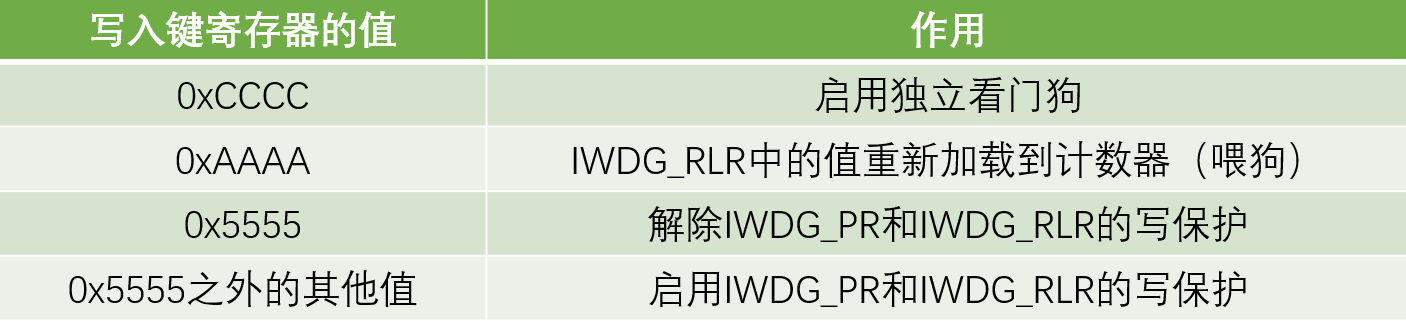 写入键寄存器的值 作用
0xCCCC 启用独立看门狗
0xAAAA IWDG_RLR中的值重新加载到计数器（喂狗）
0x5555 解除IWDG_PR和IWDG_RLR的写保护
0x5555之外的其他值 启用IWDG_PR和IWDG_RLR的写保护